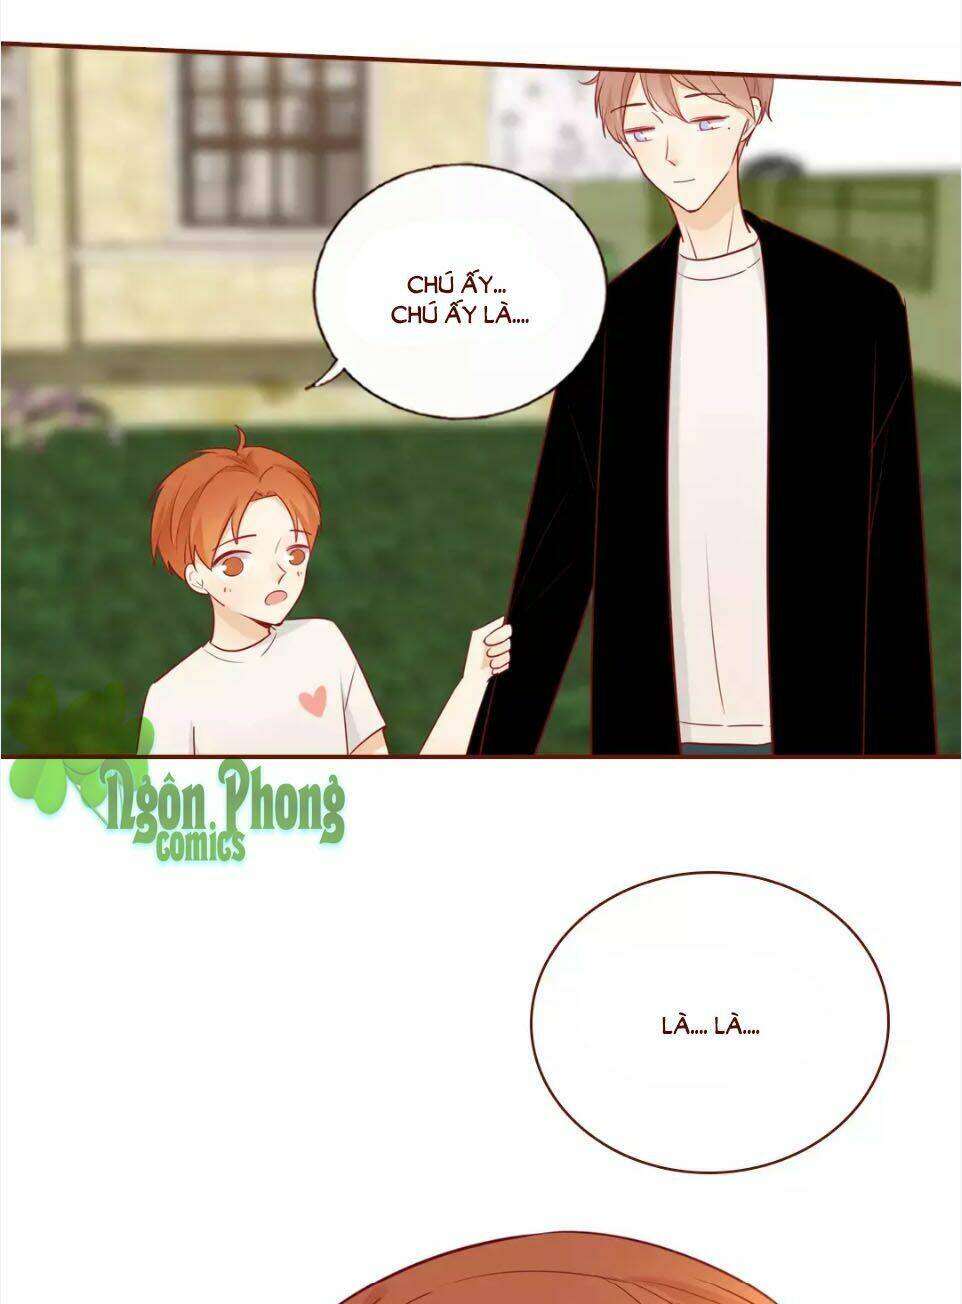 CHÚ ẤY...
CHÚ ẤY LÀ....
Ngôn Phong
comics
LÀ.... LÀ....